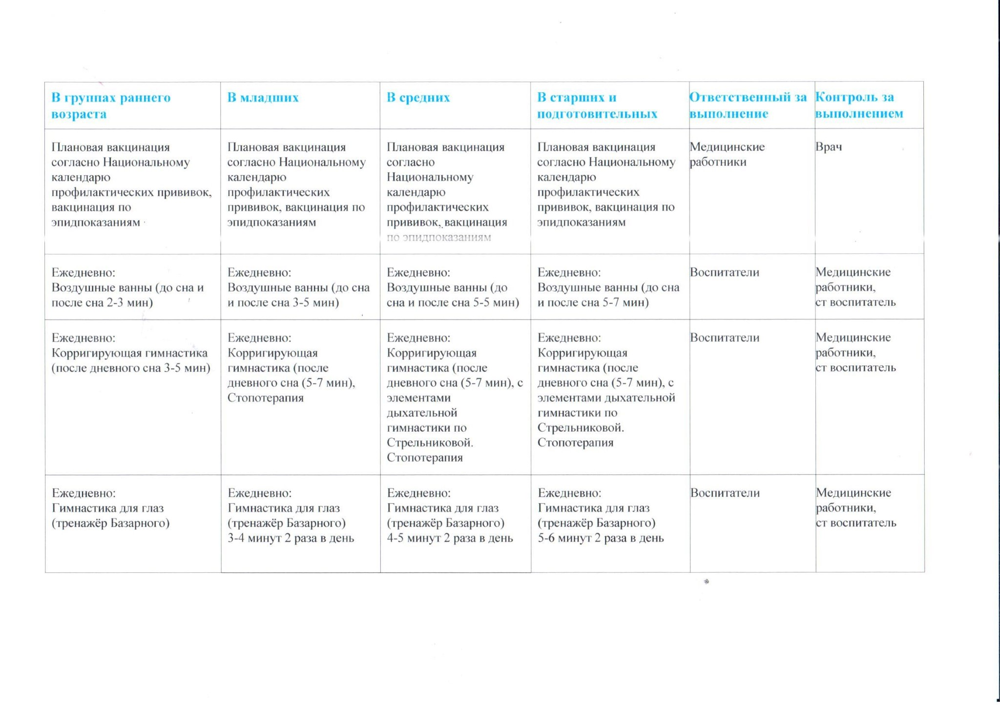 В группах раннего
возраста
В младших
В средних
В старших и
подготовительных
Ответственный за
выполнение
Контроль за
выполнением
Плановая вакцинация
согласно Национальному
календарю
профилактических прививок,
вакцинация по
эпидпоказаниям
Плановая вакцинация
согласно Национальному
календарю
профилактических
прививок, вакцинация по
эпидпоказаниям
Плановая вакцинация
согласно
Национальному
календарю
профилактических
прививок, вакцинация
по эпидпоказаниям
Плановая вакцинация
согласно Национальному
календарю
профилактических
прививок, вакцинация по
эпидпоказаниям
Медицинские
работники
Врач
Ежедневно:
Воздушные ванны (до сна и
после сна 2-3 мин)
Ежедневно:
Воздушные ванны (до сна
и после сна 3-5 мин)
Ежедневно:
Воздушные ванны (до
сна и после сна 5-5 мин)
Ежедневно:
Воздушные ванны (до сна
и после сна 5-7 мин)
Воспитатели
Медицинские
работники,
ст воспитатель
Ежедневно:
Корригирующая гимнастика
(после дневного сна 3-5 мин)
Ежедневно:
Корригирующая
гимнастика (после
дневного сна (5-7 мин),
Стопотерапия
Ежедневно:
Корригирующая
гимнастика (после
дневного сна (5-7 мин), с
элементами
дыхательной
гимнастики по
Стрельниковой.
Стопотерапия
Ежедневно:
Корригирующая
гимнастика (после
дневного сна (5-7 мин), с
элементами дыхательной
гимнастики по
Стрельниковой.
Стопотерапия
Воспитатели
Медицинские
работники,
ст воспитатель
Ежедневно:
Гимнастика для глаз
(тренажёр Базарного)
Ежедневно:
Гимнастика для глаз
(тренажёр Базарного)
3-4 минут 2 раза в день
Ежедневно:
Гимнастика для глаз
(тренажёр Базарного)
4-5 минут 2 раза в день
Ежедневно:
Гимнастика для глаз
(тренажёр Базарного)
5-6 минут 2 раза в день
Воспитатели
Медицинские
работники,
ст воспитатель